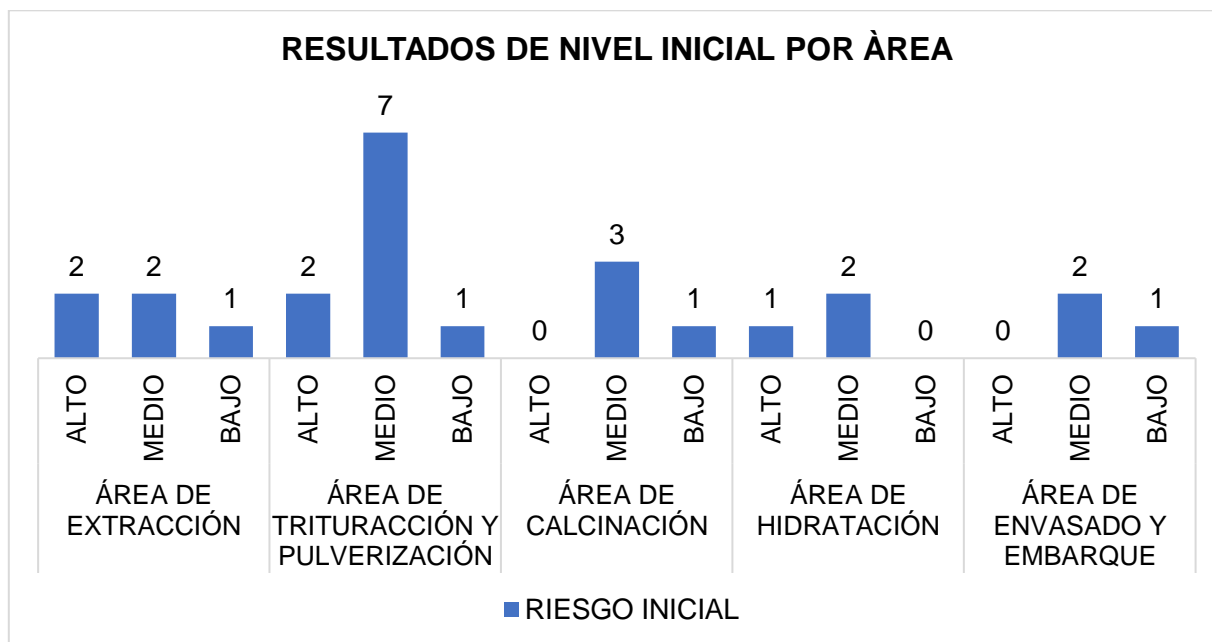 RESULTADOS DE NIVEL INICIAL POR ÀREA
7
3
2 2 2 2 2
1 1 1 1 1
0 0 0
ALTO MEDIO BAJO ALTO MEDIO BAJO ALTO MEDIO BAJO ALTO MEDIO BAJO ALTO MEDIO BAJO
ÁREA DE
EXTRACCIÓN
ÁREA DE
TRITURACCIÓN Y
PULVERIZACIÓN
ÁREA DE
CALCINACIÓN
ÁREA DE
HIDRATACIÓN
ÁREA DE
ENVASADO Y
EMBARQUE
RIESGO INICIAL